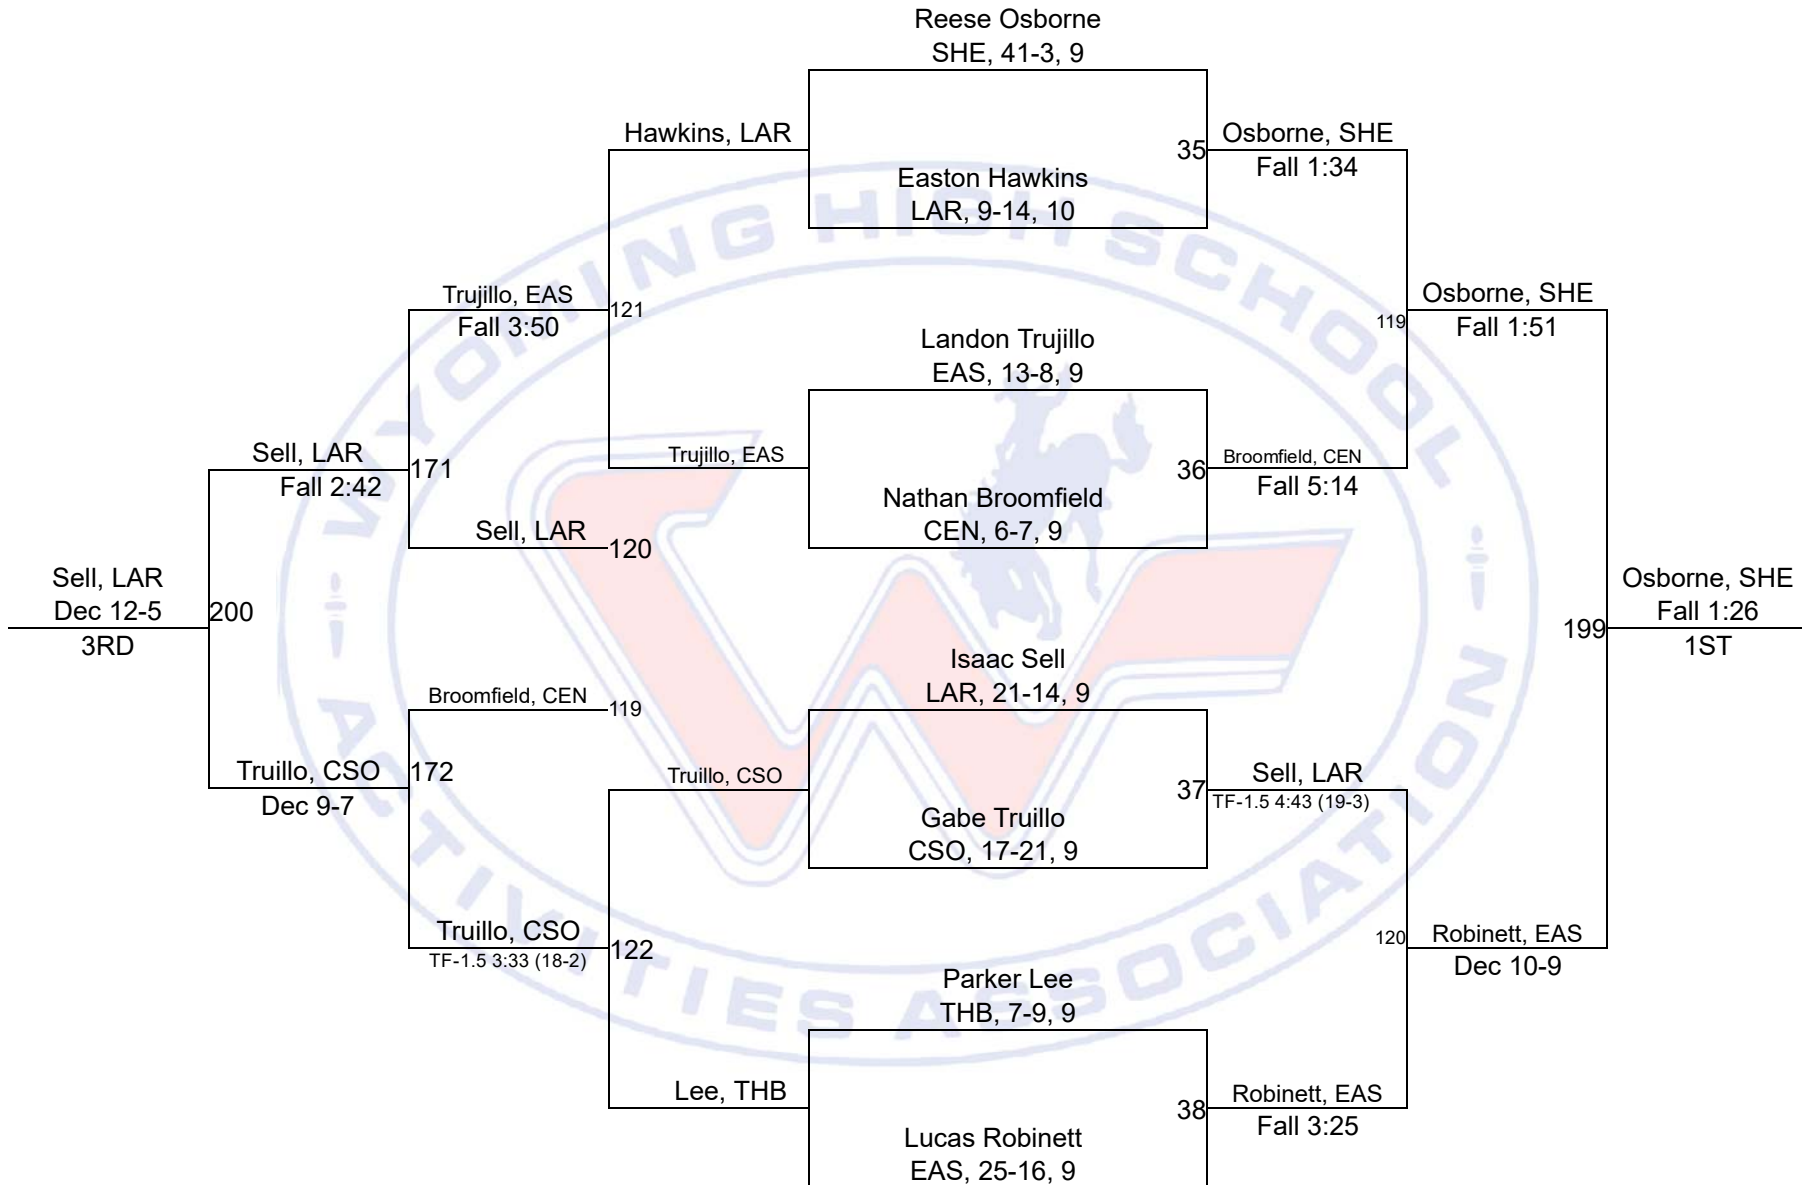 Reese Osborne
SHE, 41-3, 9
Hawkins, LAR
35
Osborne, SHE
Fall 1:34
Easton Hawkins
LAR, 9-14, 10
Trujillo, EAS
Fall 3:50
121
Landon Trujillo
EAS, 13-8, 9
119
Osborne, SHE
Fall 1:51
Sell, LAR
Fall 2:42
171
Trujillo, EAS
36
Broomfield, CEN
Fall 5:14
Nathan Broomfield
CEN, 6-7, 9
Sell, LAR
120
Sell, LAR
Dec 12-5
3RD
200
199
Osborne, SHE
Fall 1:26
1ST
Isaac Sell
LAR, 21-14, 9
Broomfield, CEN
119
Truillo, CSO
Dec 9-7
172
Truillo, CSO
37
Sell, LAR
TF-1.5 4:43 (19-3)
Gabe Truillo
CSO, 17-21, 9
Truillo, CSO
TF-1.5 3:33 (18-2)
122
120
Robinett, EAS
Dec 10-9
Parker Lee
THB, 7-9, 9
Lee, THB
38
Robinett, EAS
Fall 3:25
Lucas Robinett
EAS, 25-16, 9
WYOMING HIGH SCHOOL
ACTIVITIES ASSOCIATION